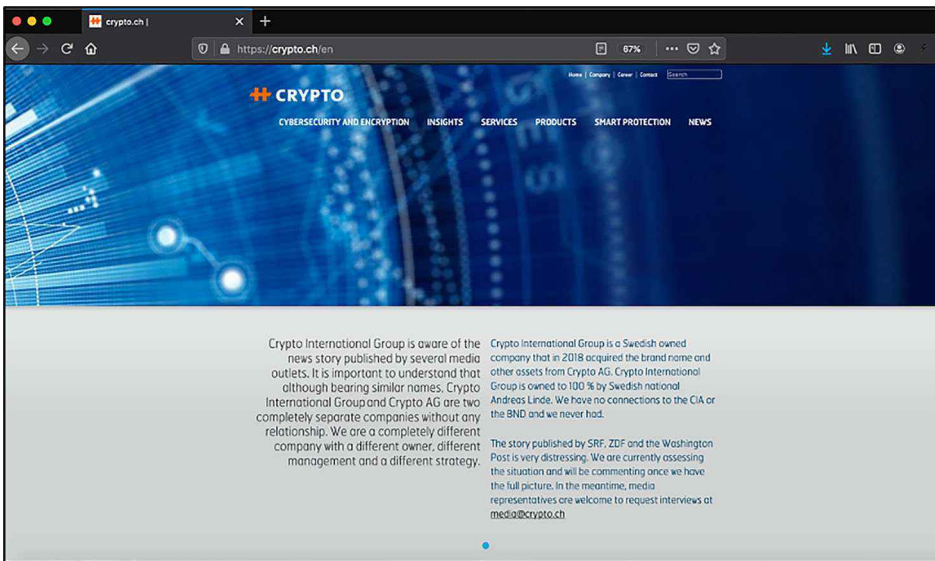 crypto.ch |
https://crypto.ch/en
67%
Home | Company | Career | Contact
Search
CRYPTO
CYBERSECURITY AND ENCRYPTION INSIGHTS SERVICES PRODUCTS SMART PROTECTION NEWS
SES
Crypto International Group is aware of the
news story published by several media
outlets. It is important to understand that
although bearing similar names, Crypto
International Group and Crypto AG are two
completely separate companies without any
relationship. We are a completely different
company with a different owner, different
management and a different strategy.
Crypto International Group is a Swedish owned
company that in 2018 acquired the brand name and
other assets from Crypto AG. Crypto International
Group is owned to 100 % by Swedish national
Andreas Linde. We have no connections to the CIA or
the BND and we never had.
The story published by SRF, ZDF and the Washington
Post is very distressing. We are currently assessing
the situation and will be commenting once we have
the full picture. In the meantime, media
representatives are welcome to request interviews at
media@crypto.ch